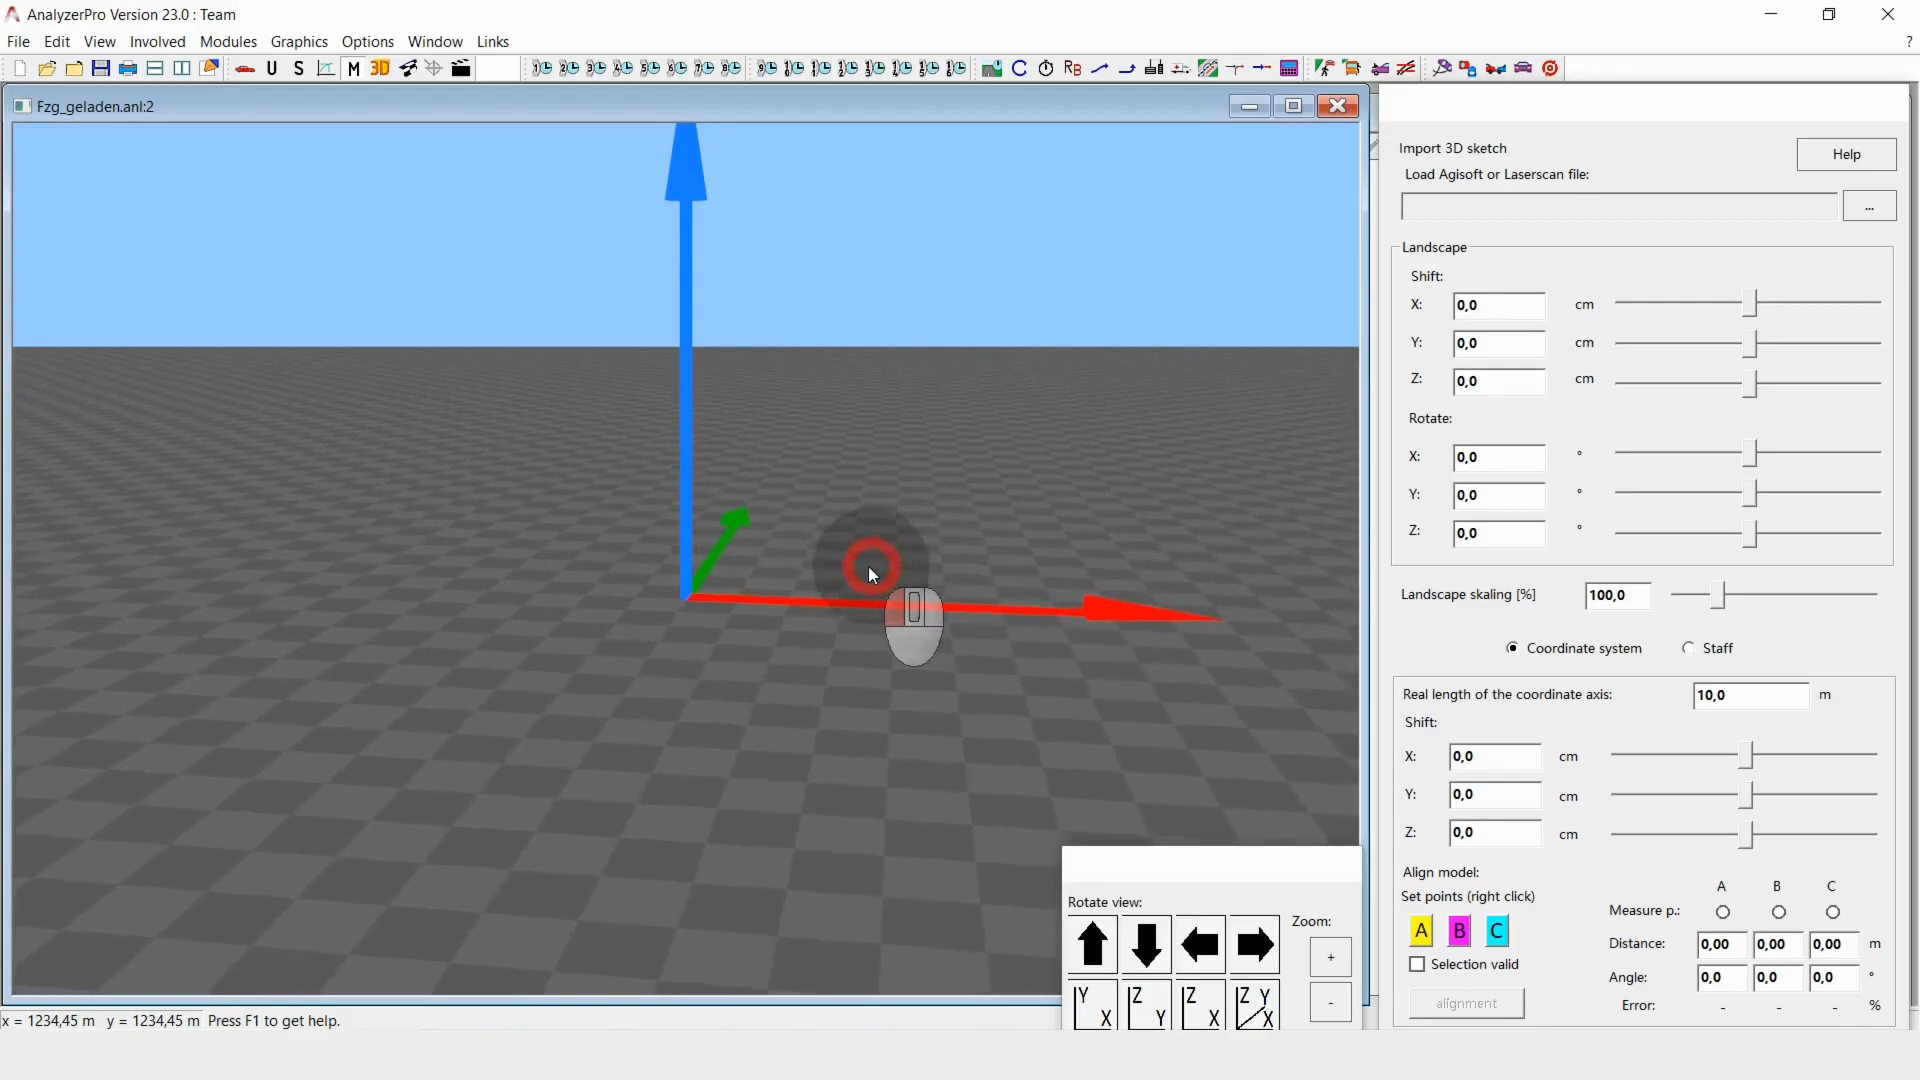 AnalyzerPro Version 23.0 : Team
File Edit View Involved Modules Graphics Options Window Links ?
U S M 3D RB
Fzg_geladen.anl:2
Import 3D sketch
Help
Load Agisoft or Laserscan file:
...
Landscape
Shift:
X: 0,0 cm
Y: 0,0 cm
Z: 0,0 cm
Rotate:
X: 0,0 °
Y: 0,0 °
Z: 0,0 °
Landscape skaling [%] 100,0
Coordinate system Staff
Real length of the coordinate axis: 10,0 m
Shift:
X: 0,0 cm
Y: 0,0 cm
Z: 0,0 cm
Align model:
Set points (right click)
A B C
A B C
Measure p.:
Distance: 0,00 0,00 0,00 m
Selection valid
Angle: 0,0 0,0 0,0 °
alignment
Error: - - - %
Rotate view:
Zoom:
+
-
Y X Z Y Z X Z Y X
x = 1234,45 m y = 1234,45 m Press F1 to get help.